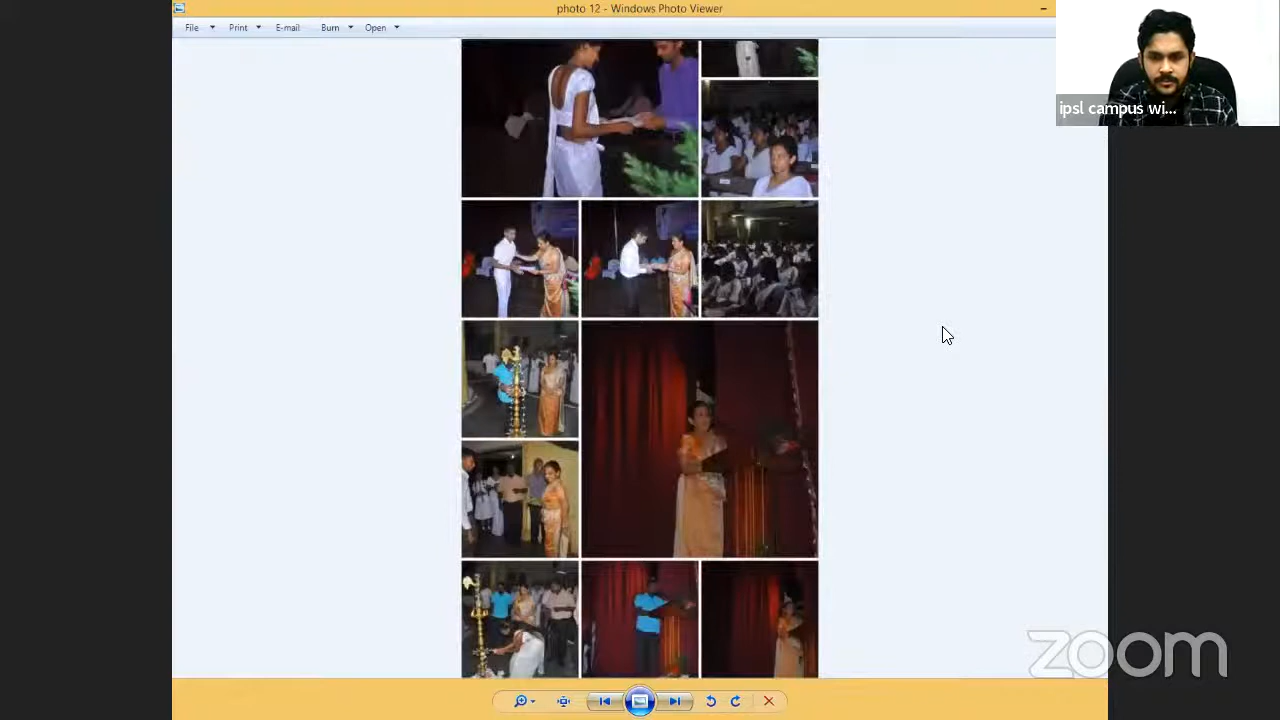 photo 12 - Windows Photo Viewer
File Print E-mail Burn Open
ipsl campus wi...
zoom